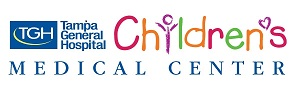 TGH Tampa General Hospital Children's
MEDICAL CENTER